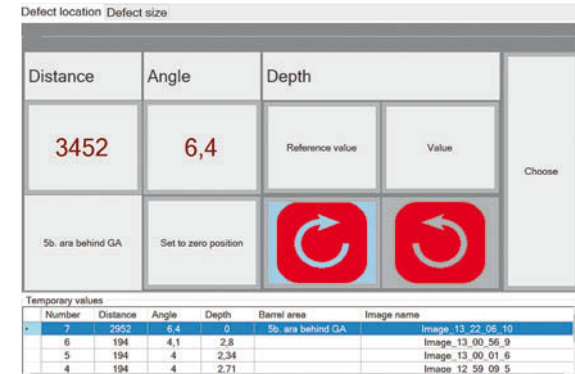 Defect location Defect size
Distance Angle Depth
3452 6,4 Reference value Value Choose
5b. ara behind GA Set to zero position
Temporary values
Number Distance Angle Depth Barrel area Image name
7 2952 6,4 0 5b. ara behind GA Image_13_22_06_10
6 194 4,1 2,8 Image_13_00_56_9
5 194 4 2,34 Image_13_00_01_6
4 194 4 2,71 Image_12_59_09_5